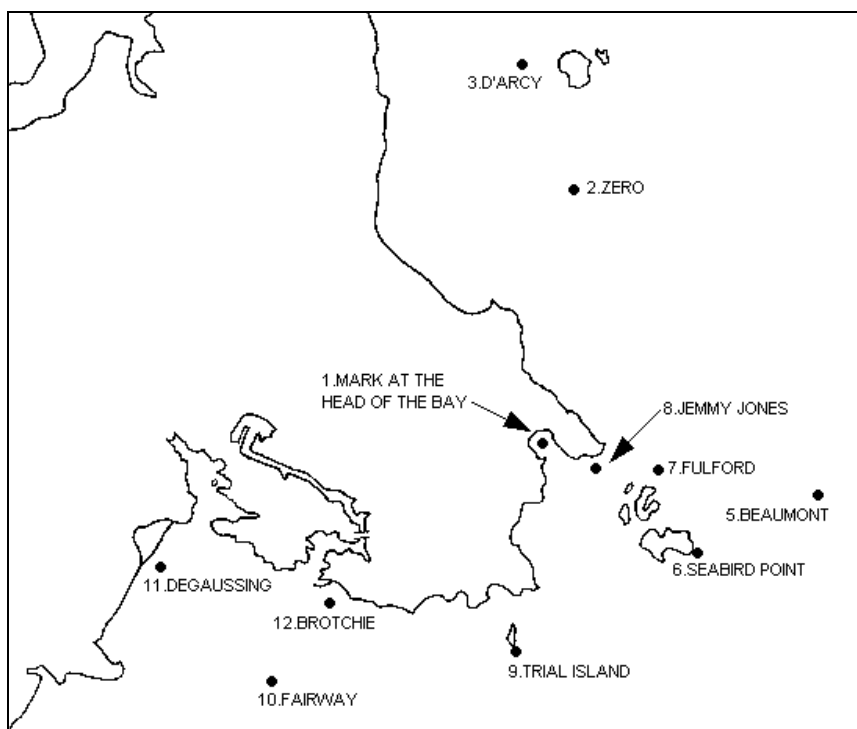 3.D'ARCY
2.ZERO
1.MARK AT THE
HEAD OF THE BAY
8.JEMMY JONES
7.FULFORD
5.BEAUMONT
6.SEABIRD POINT
11.DEGAUSSING
12.BROTCHIE
9.TRIAL ISLAND
10.FAIRWAY